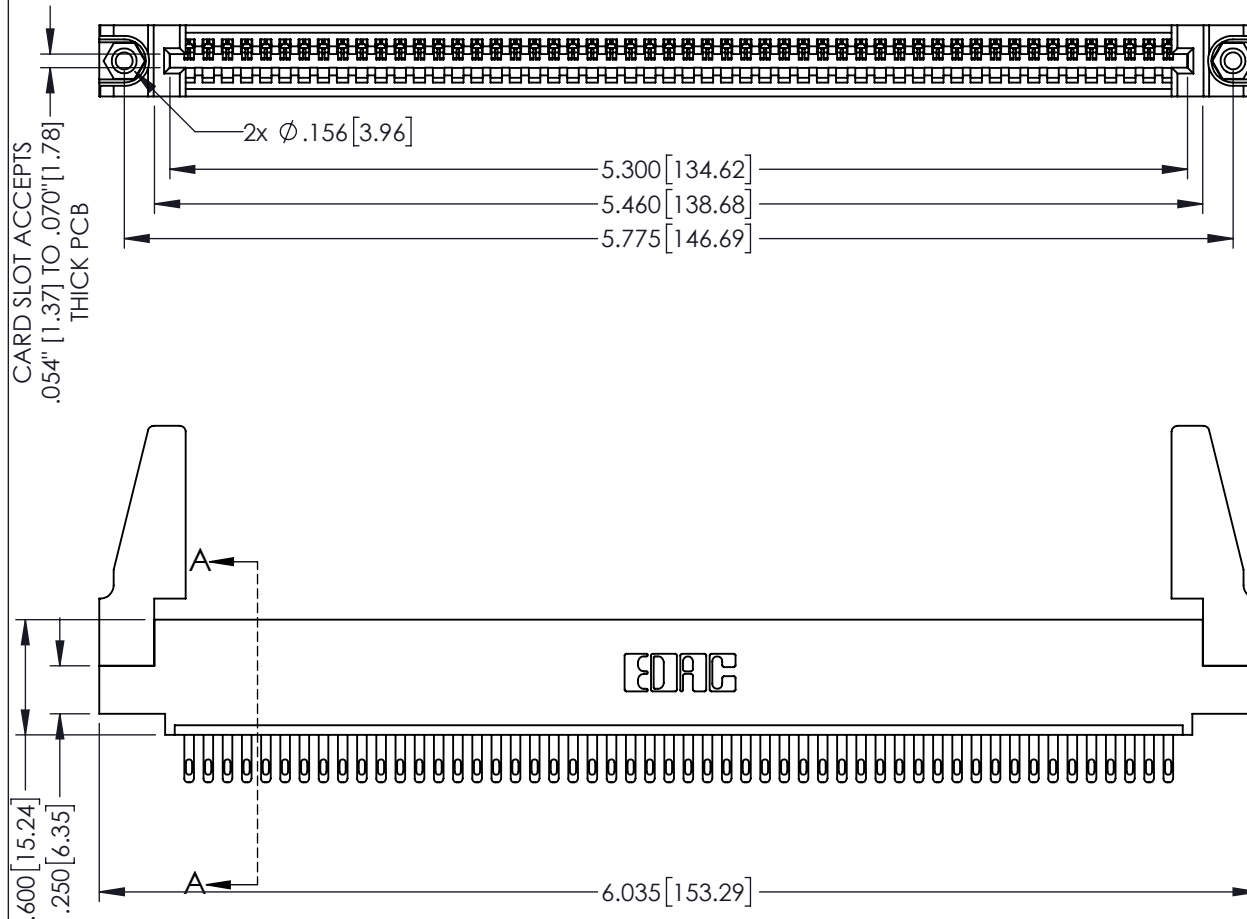 2x Ø .156[3.96]
5.300[134.62]
5.460[138.68]
5.775[146.69]
CARD SLOT ACCEPTS
.054" [1.37] TO .070"[1.78]
THICK PCB
A
EDAC
.600[15.24]
.250[6.35]
A
6.035[153.29]